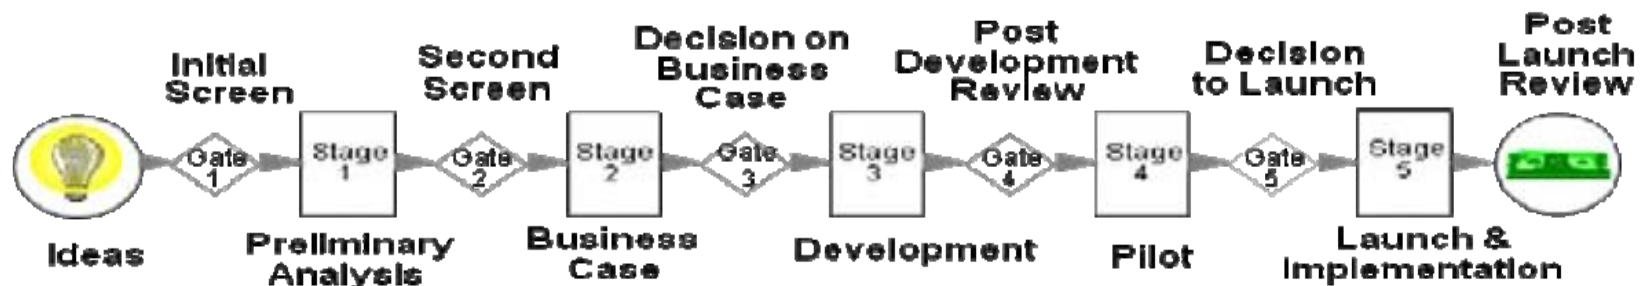 Initial
Screen
Second
Screen
Decision on
Business
Case
Post
Development
Review
Decision
to Launch
Post
Launch
Review
Gate
1
Stage
1
Gate
2
Stage
2
Gate
3
Stage
3
Gate
4
Stage
4
Gate
5
Stage
5
Ideas
Preliminary
Analysis
Business
Case
Development
Pilot
Launch &
Implementation